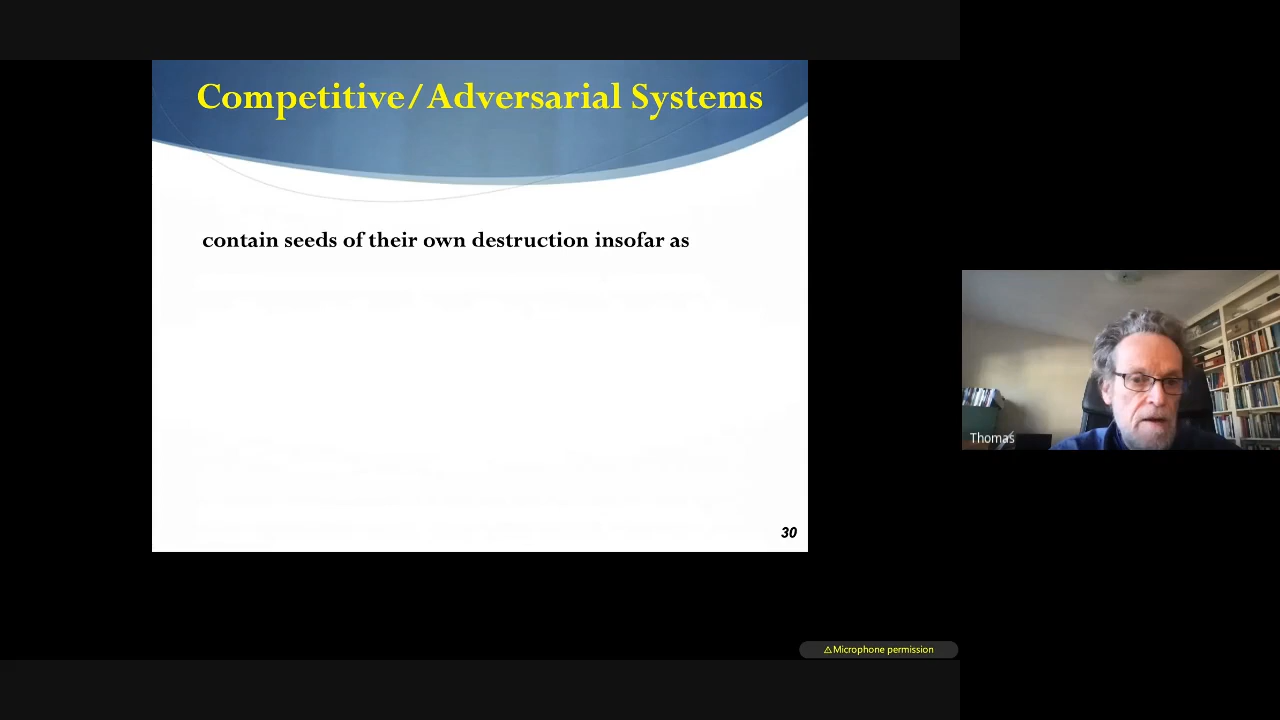 Competitive/Adversarial Systems
contain seeds of their own destruction insofar as
30
Thomas
⚠Microphone permission